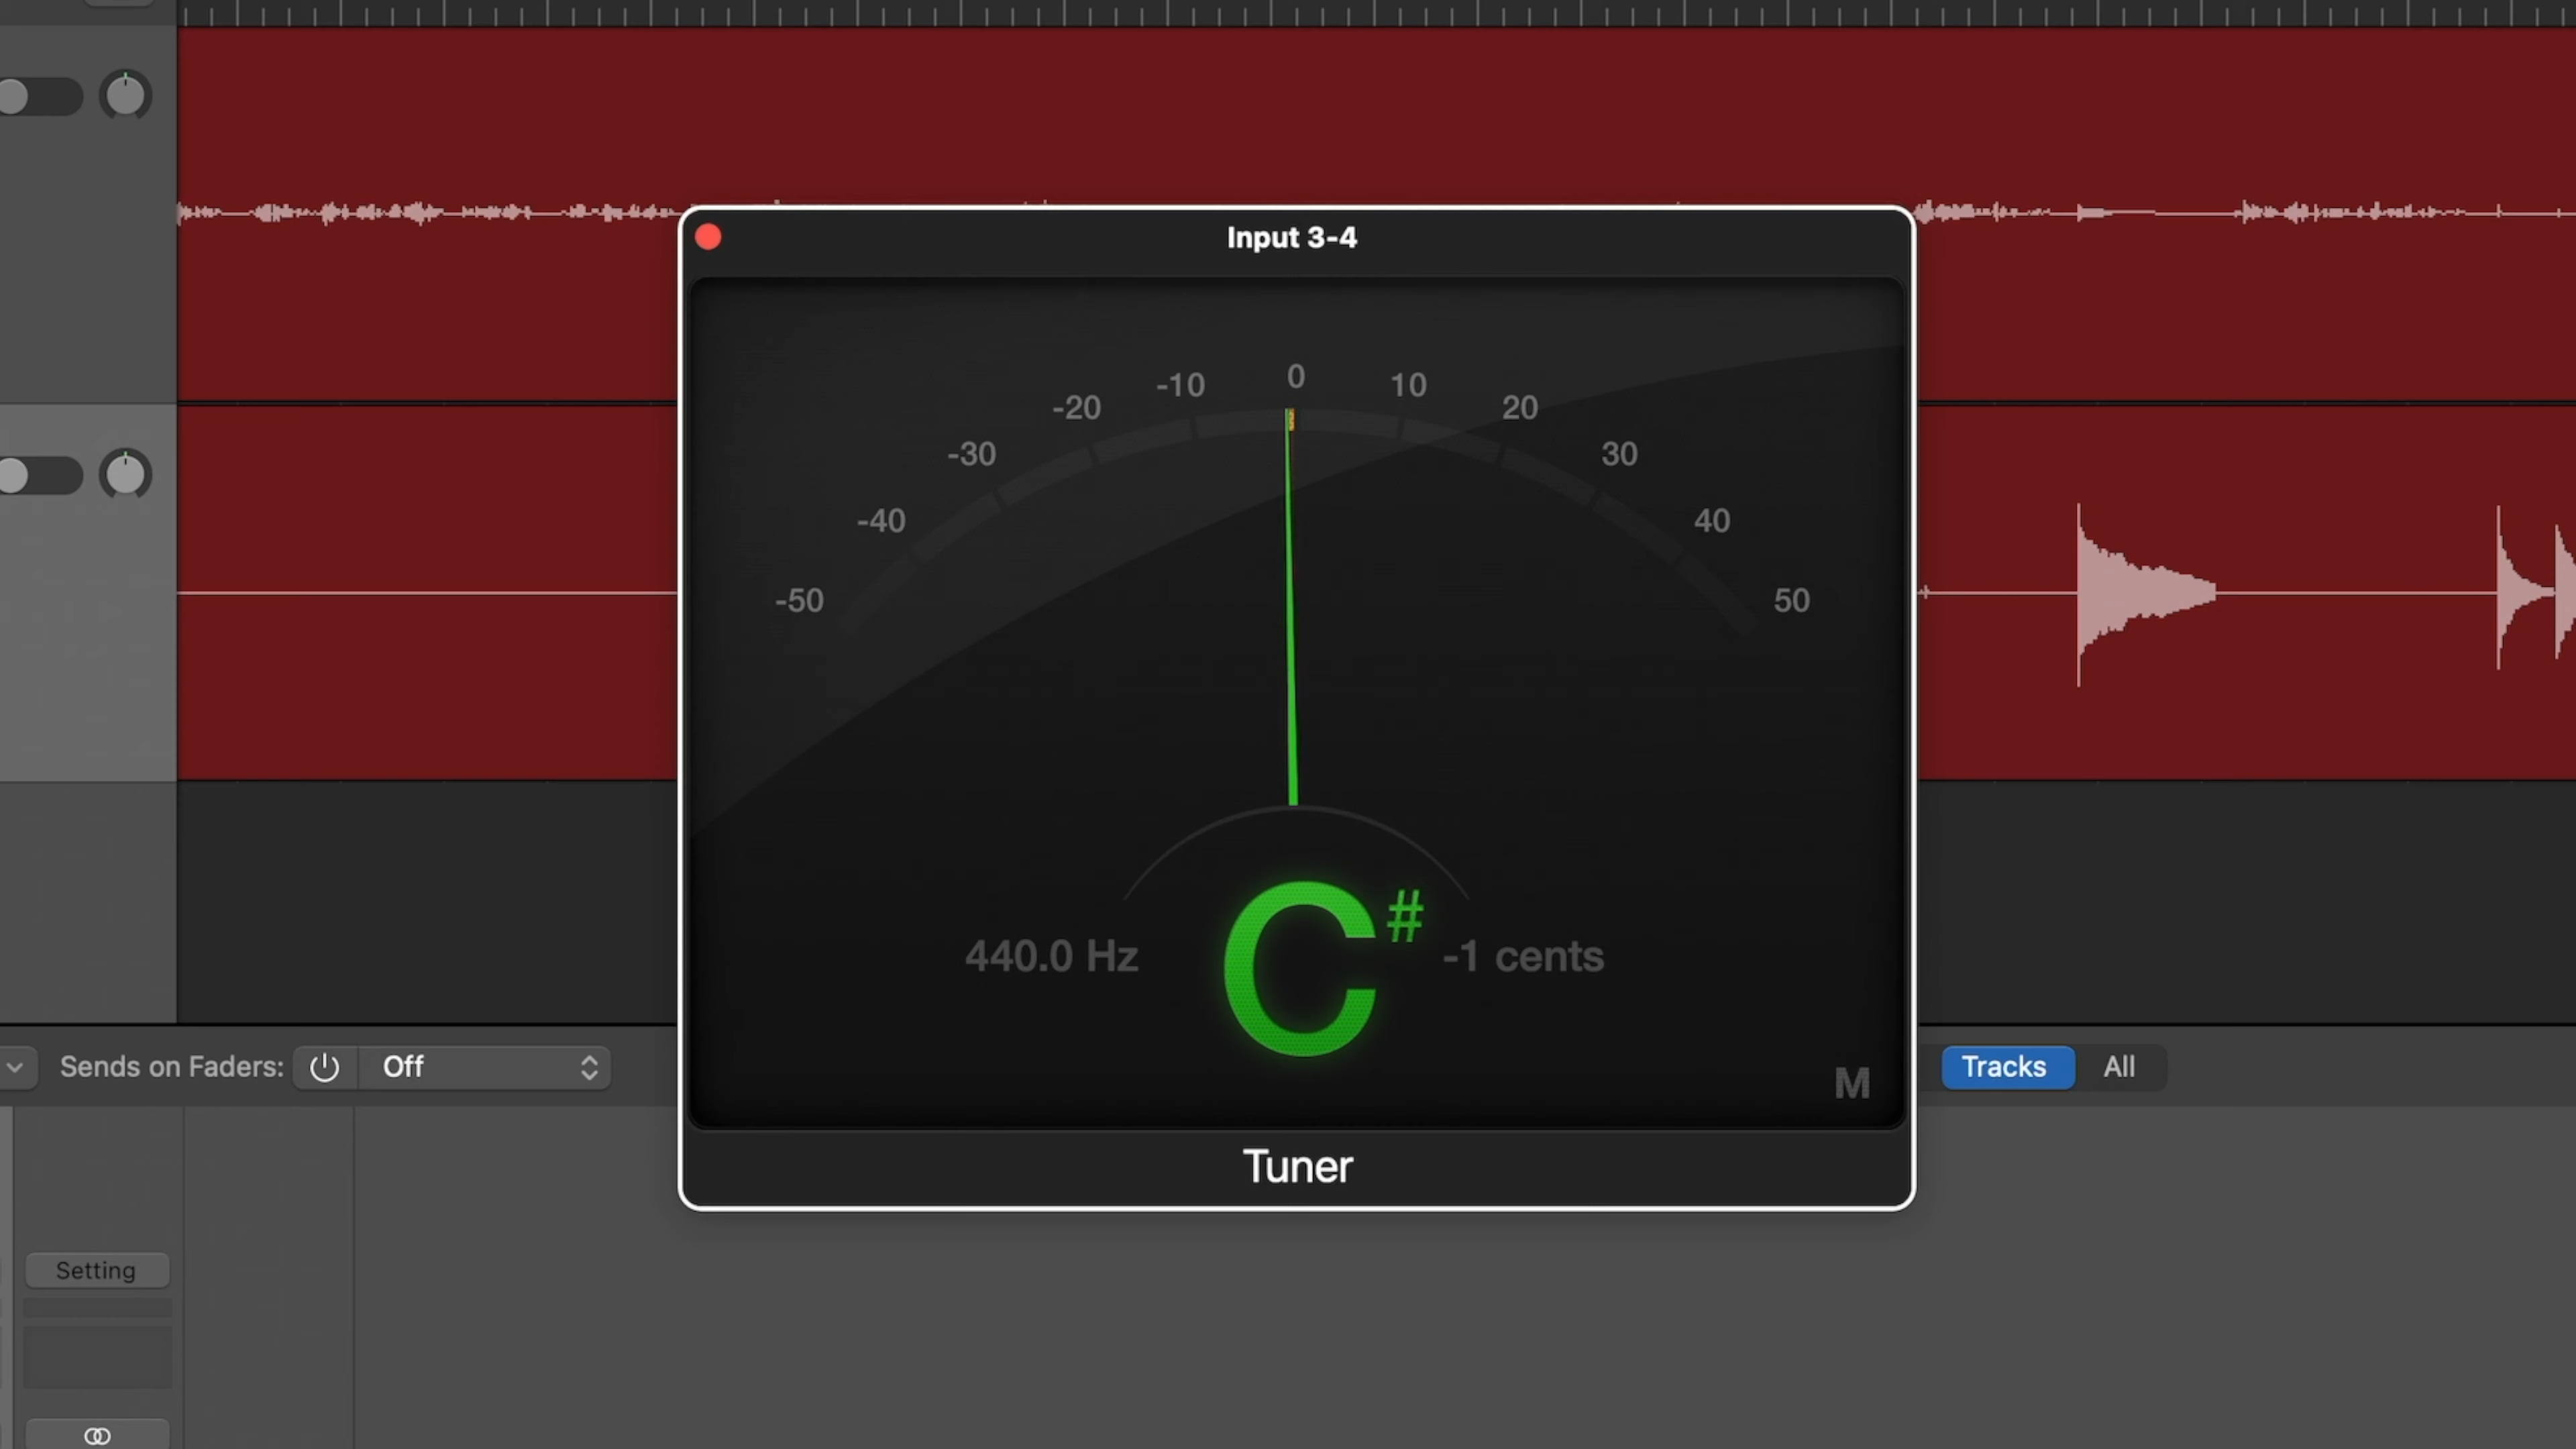 Input 3-4
-50
-40
-30
-20
-10
0
10
20
30
40
50
440.0 Hz
C#
-1 cents
M
Tuner
Sends on Faders:
Off
Tracks
All
Setting